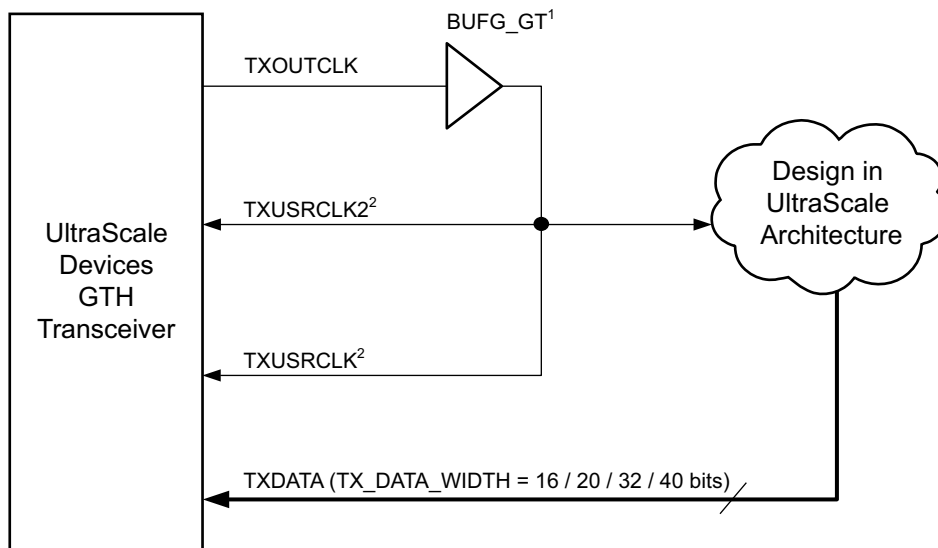 BUFG_GT¹
TXOUTCLK
Design in
UltraScale
Architecture
TXUSRCLK2²
UltraScale
Devices
GTH
Transceiver
TXUSRCLK²
TXDATA (TX_DATA_WIDTH = 16 / 20 / 32 / 40 bits)